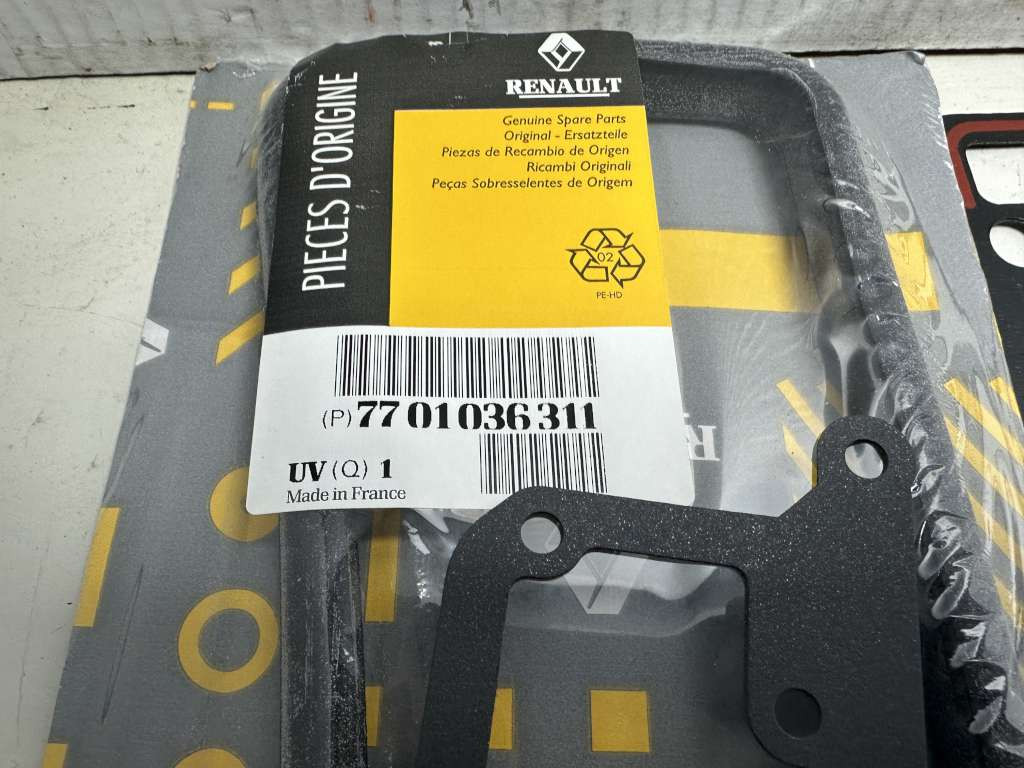 PIECES D'ORIGINE
RENAULT
Genuine Spare Parts
Original - Ersatzteile
Piezas de Recambio de Origen
Ricambi Originali
Peças Sobresselentes de Origem
02
PE-HD
(P) 77 01 036 311
UV (Q) 1
Made in France
R